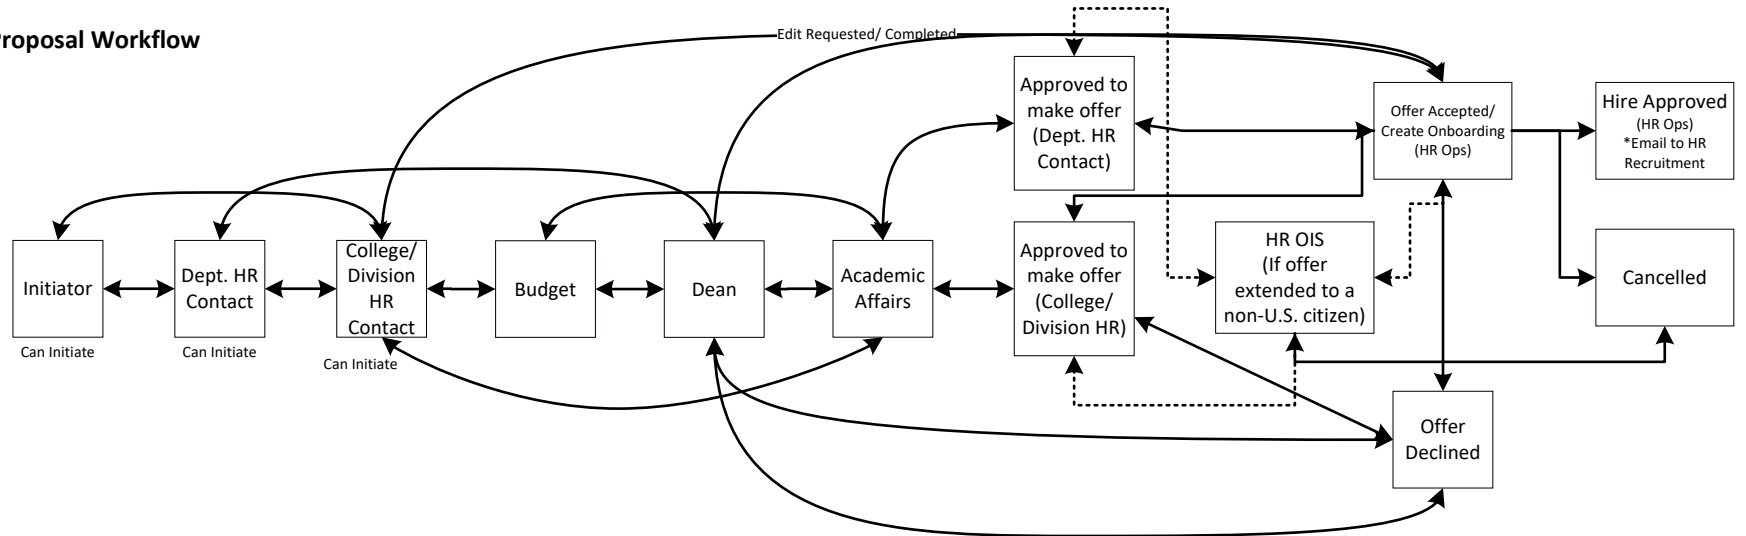 roposal Workflow
Edit Requested/ Completed
Initiator
Can Initiate
Dept. HR
Contact
Can Initiate
College/
Division
HR
Contact
Can Initiate
Budget
Dean
Academic
Affairs
Approved to
make offer
(Dept. HR
Contact)
Approved to
make offer
(College/
Division HR)
HR OIS
(If offer
extended to a
non-U.S. citizen)
Offer Accepted/
Create Onboarding
(HR Ops)
Hire Approved
(HR Ops)
*Email to HR
Recruitment
Cancelled
Offer
Declined